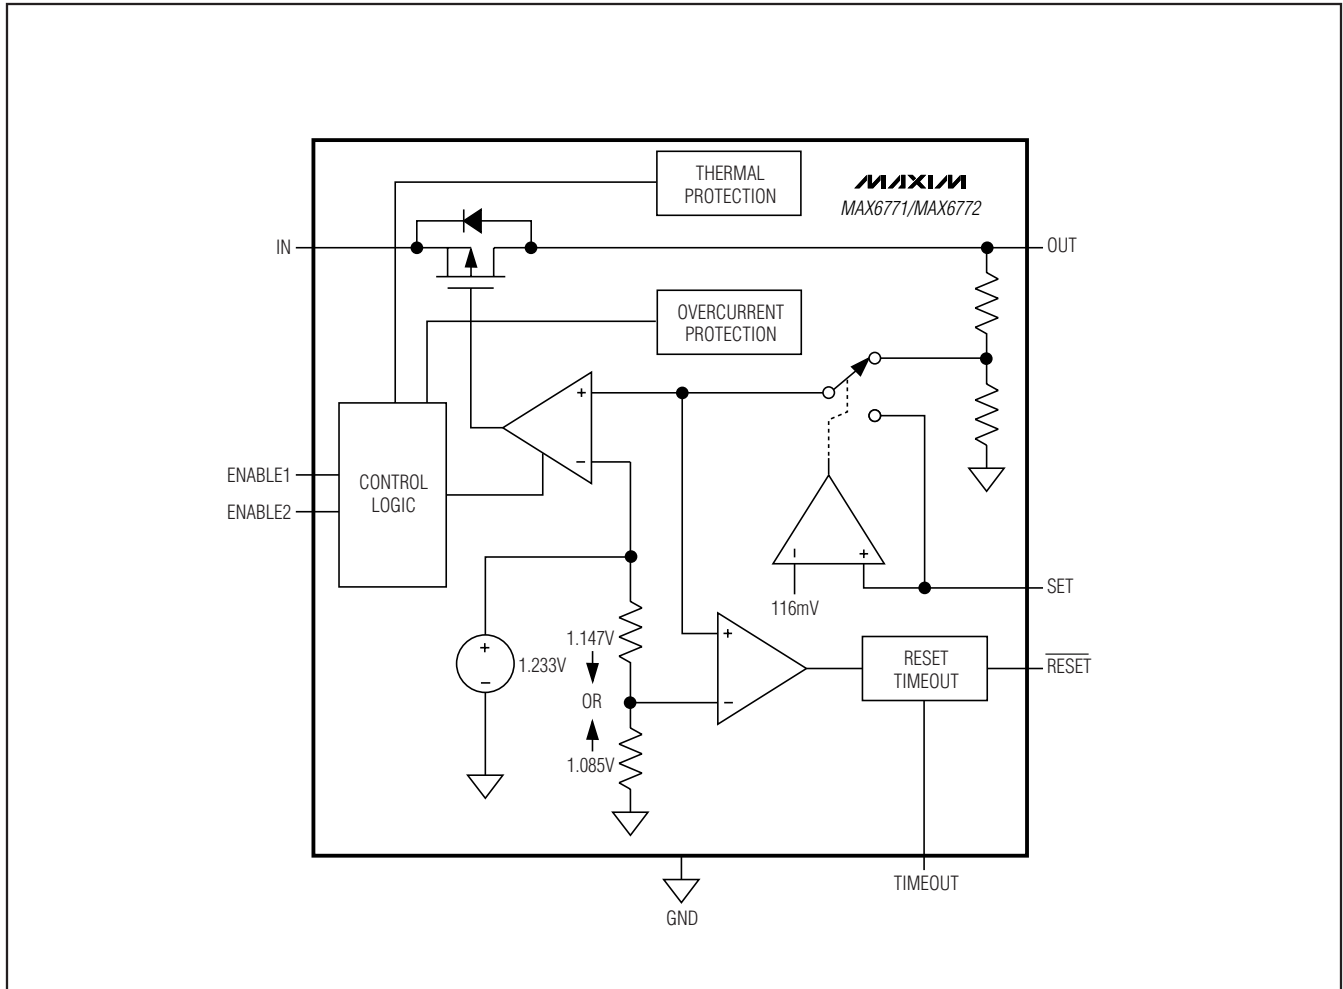 THERMAL
PROTECTION
MAXIM
MAX6771/MAX6772
IN
OUT
OVERCURRENT
PROTECTION
+
−
ENABLE1
ENABLE2
CONTROL
LOGIC
−
+
116mV
SET
+
−
1.233V
1.147V
OR
1.085V
+
−
RESET
TIMEOUT
RESET
TIMEOUT
GND